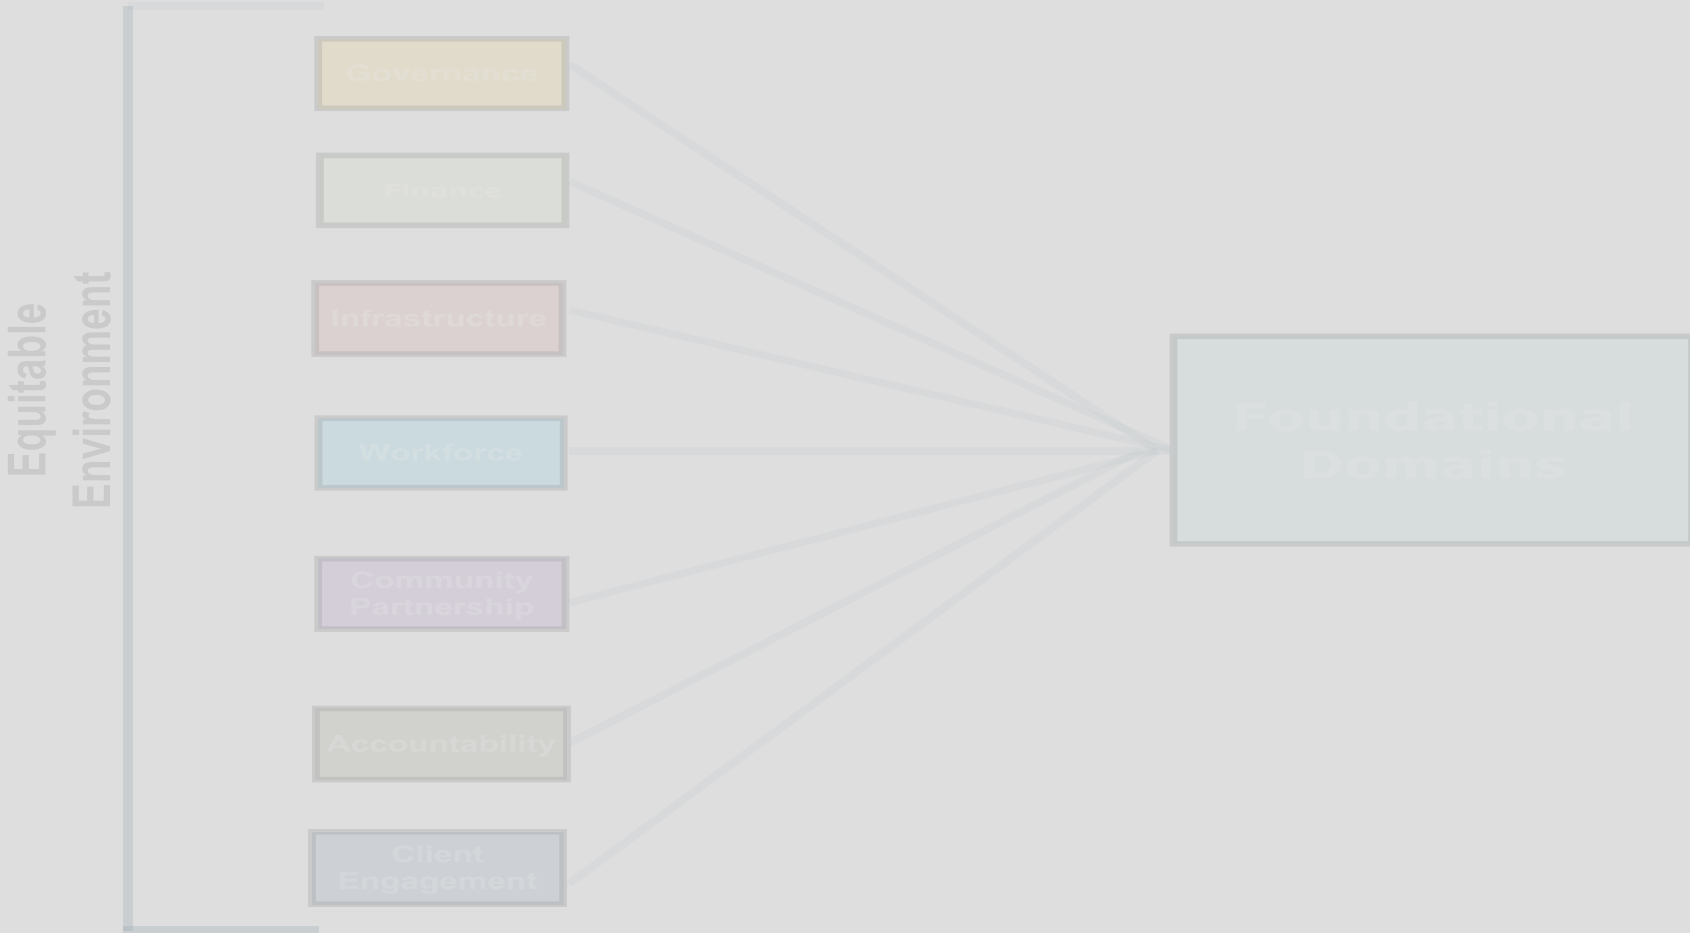 Equitable
Environment
Governance
Finance
Infrastructure
Workforce
Community
Partnership
Accountability
Client
Engagement
Foundational
Domains